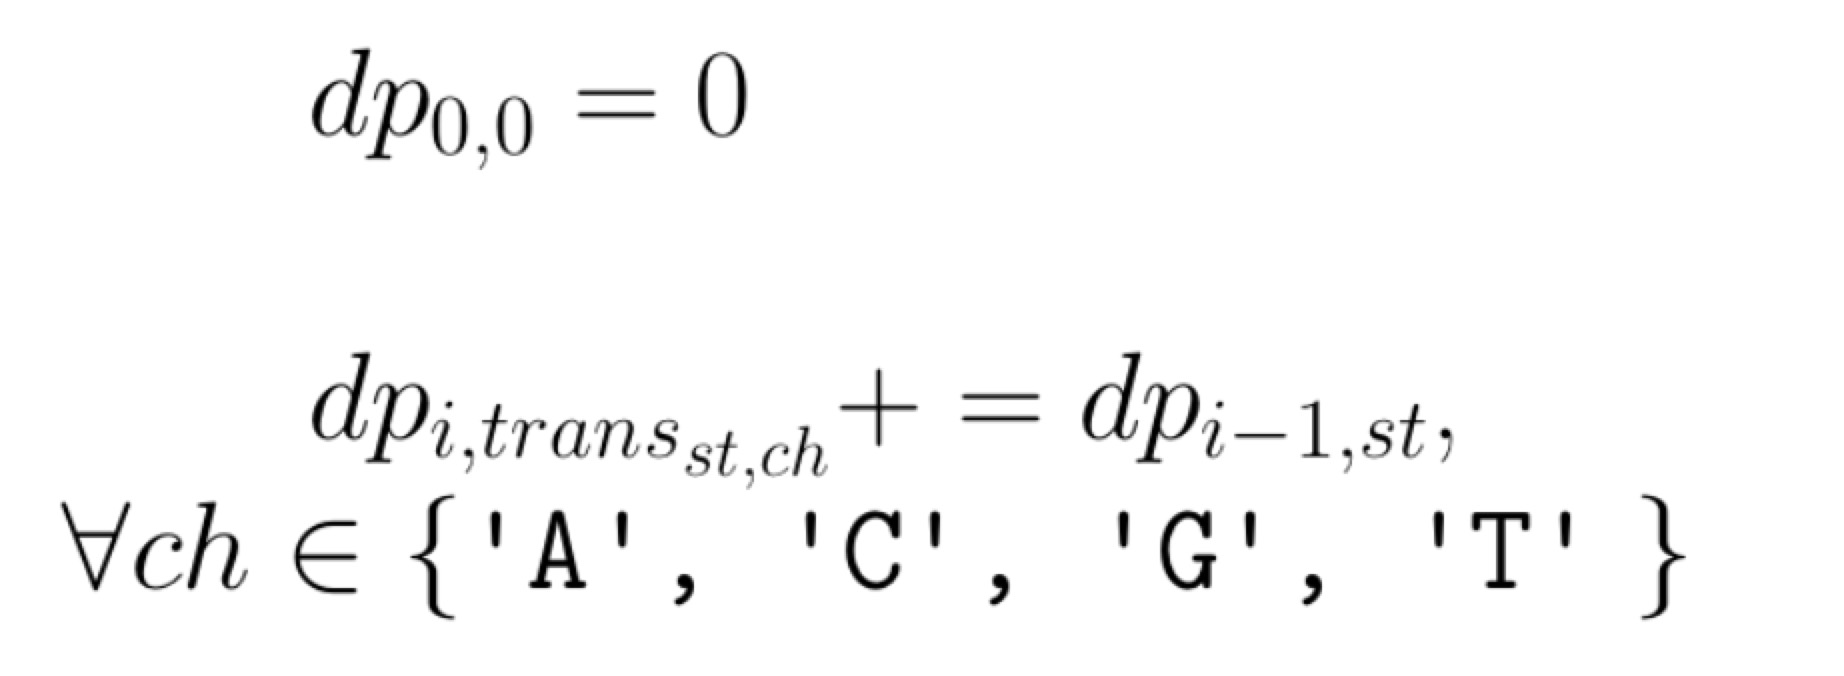 dp_{0,0} = 0
dp_{i,trans_{st,ch}} + = dp_{i−1,st},
∀ch ∈ {'A', 'C', 'G', 'T' }